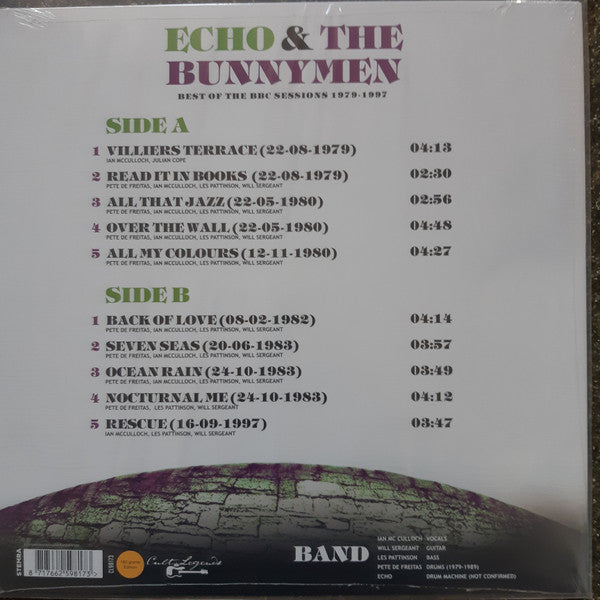 ECHO & THE
BUNNYMEN
BEST OF THE BBC SESSIONS 1979-1997
SIDE A
1 VILLIERS TERRACE (22-08-1979) 04:13
IAN MCCULLOCH, JULIAN COPE
2 READ IT IN BOOKS (22-08-1979) 02:30
PETE DE FREITAS, IAN MCCULLOCH, LES PATTINSON, WILL SERGEANT
3 ALL THAT JAZZ (22-05-1980) 02:56
PETE DE FREITAS, IAN MCCULLOCH, LES PATTINSON, WILL SERGEANT
4 OVER THE WALL (22-05-1980) 04:48
PETE DE FREITAS, IAN MCCULLOCH, LES PATTINSON, WILL SERGEANT
5 ALL MY COLOURS (12-11-1980) 04:27
PETE DE FREITAS, IAN MCCULLOCH, LES PATTINSON, WILL SERGEANT
SIDE B
1 BACK OF LOVE (08-02-1982) 04:14
PETE DE FREITAS, IAN MCCULLOCH, LES PATTINSON, WILL SERGEANT
2 SEVEN SEAS (20-06-1983) 03:57
PETE DE FREITAS, IAN MCCULLOCH, LES PATTINSON, WILL SERGEANT
3 OCEAN RAIN (24-10-1983) 03:49
PETE DE FREITAS, IAN MCCULLOCH, LES PATTINSON, WILL SERGEANT
4 NOCTURNAL ME (24-10-1983) 04:12
PETE DE FREITAS, LES PATTINSON, WILL SERGEANT
5 RESCUE (16-09-1997) 03:47
IAN MCCULLOCH, LES PATTINSON, WILL SERGEANT
STEMRA
8 717662 598173
180 grams
Edition
Cult Legends
BAND
IAN MC CULLOCH VOCALS
WILL SERGEANT GUITAR
LES PATTINSON BASS
PETE DE FREITAS DRUMS (1979-1989)
ECHO DRUM MACHINE (NOT CONFIRMED)